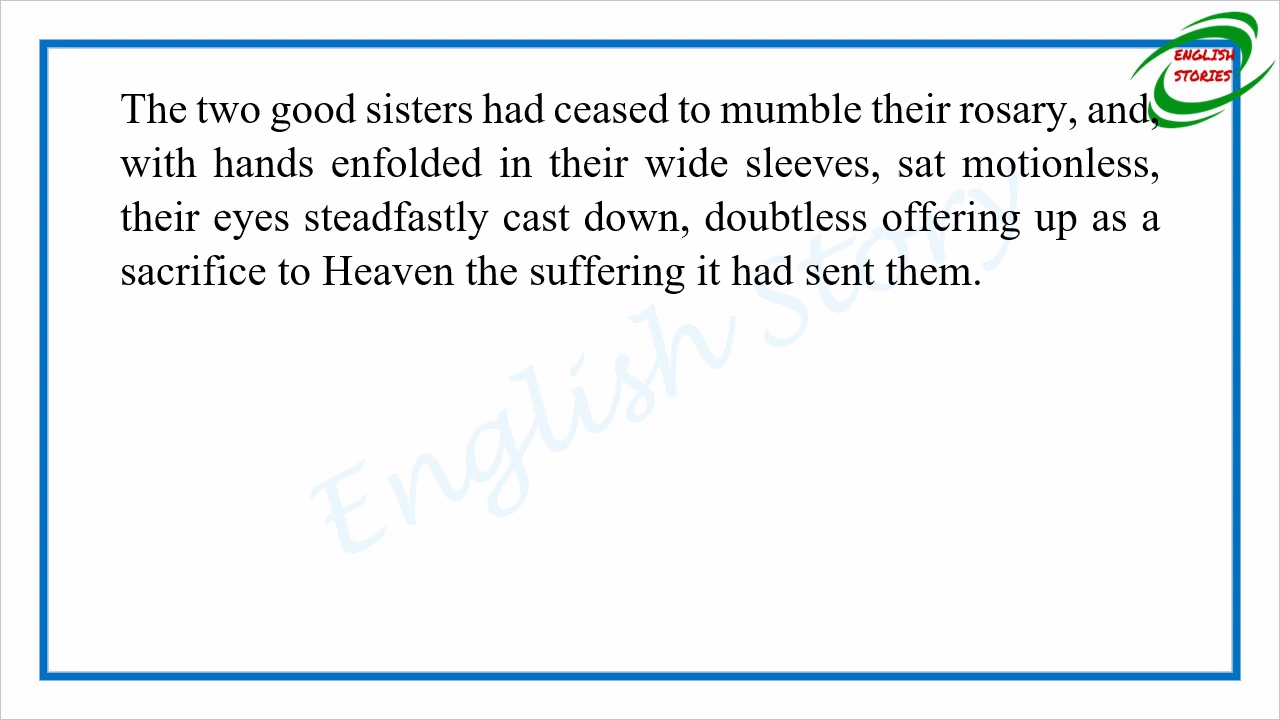 ENGLISH
STORIES
The two good sisters had ceased to mumble their rosary, and,
with hands enfolded in their wide sleeves, sat motionless,
their eyes steadfastly cast down, doubtless offering up as a
sacrifice to Heaven the suffering it had sent them.
English Story